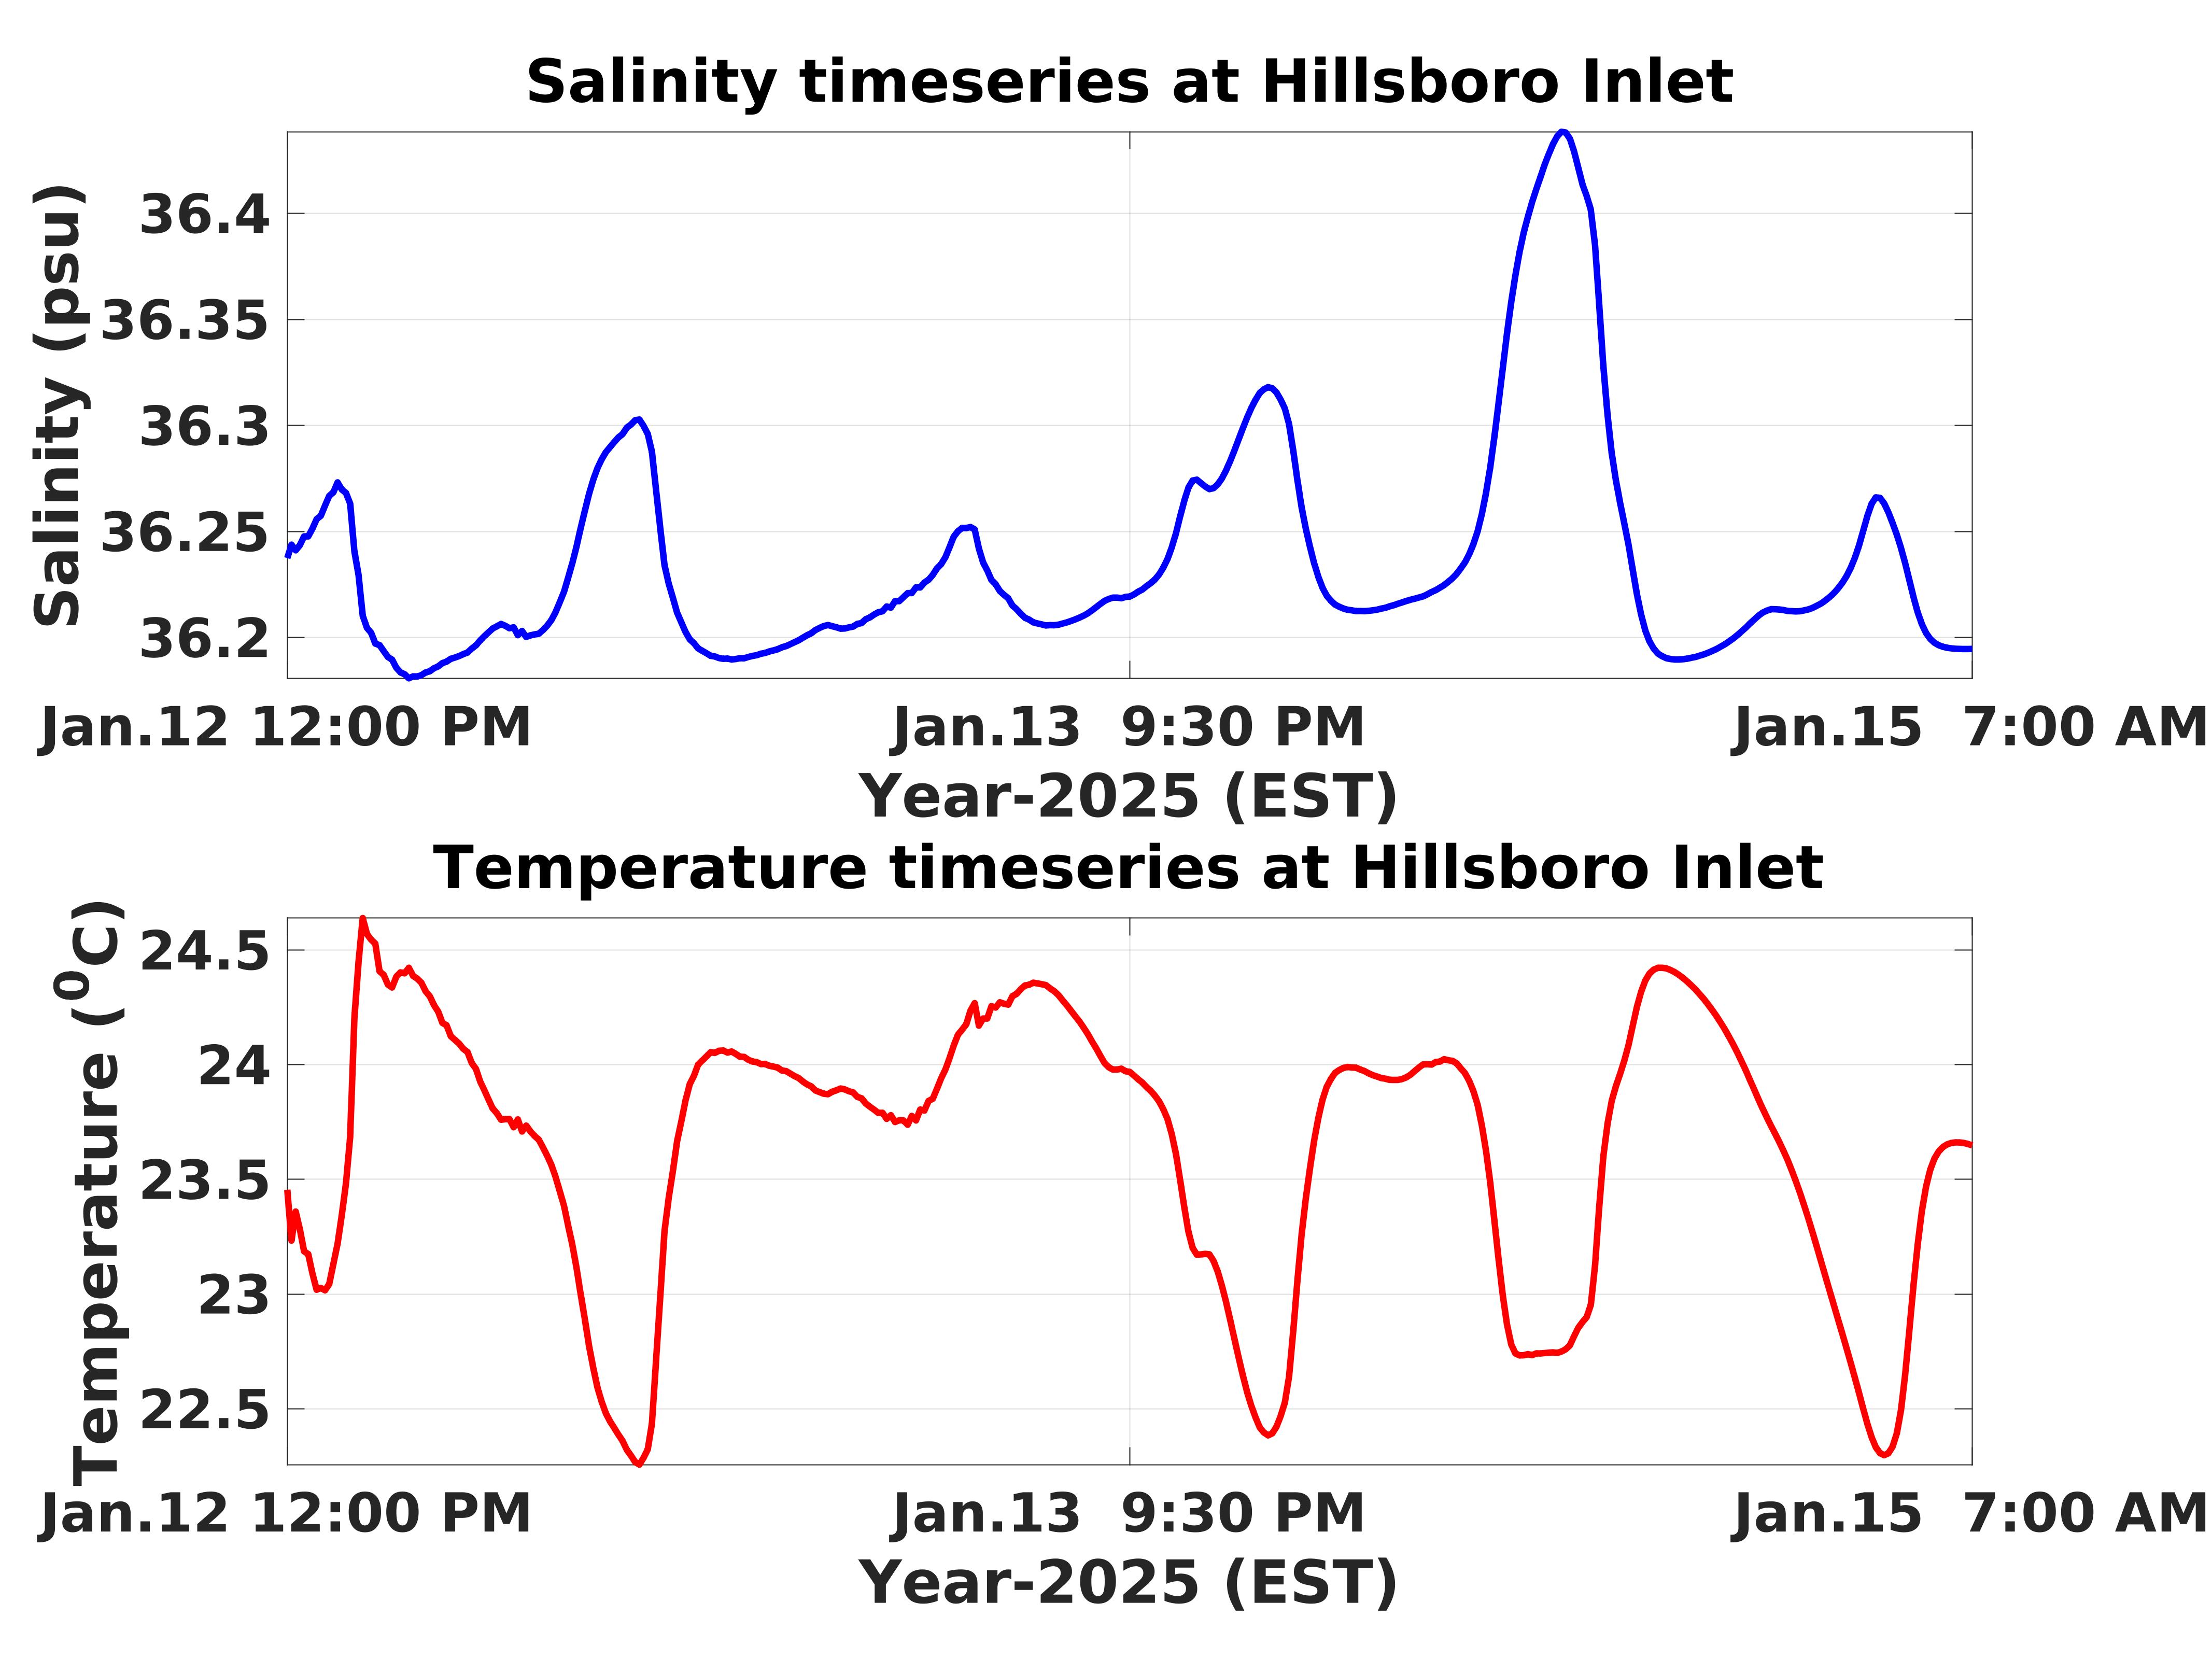 Salinity timeseries at Hillsboro Inlet
Salinity (psu)
36.4
36.35
36.3
36.25
36.2
Jan.12 12:00 PM Jan.13 9:30 PM Jan.15 7:00 AM
Year-2025 (EST)
Temperature timeseries at Hillsboro Inlet
Temperature (⁰C)
24.5
24
23.5
23
22.5
Jan.12 12:00 PM Jan.13 9:30 PM Jan.15 7:00 AM
Year-2025 (EST)